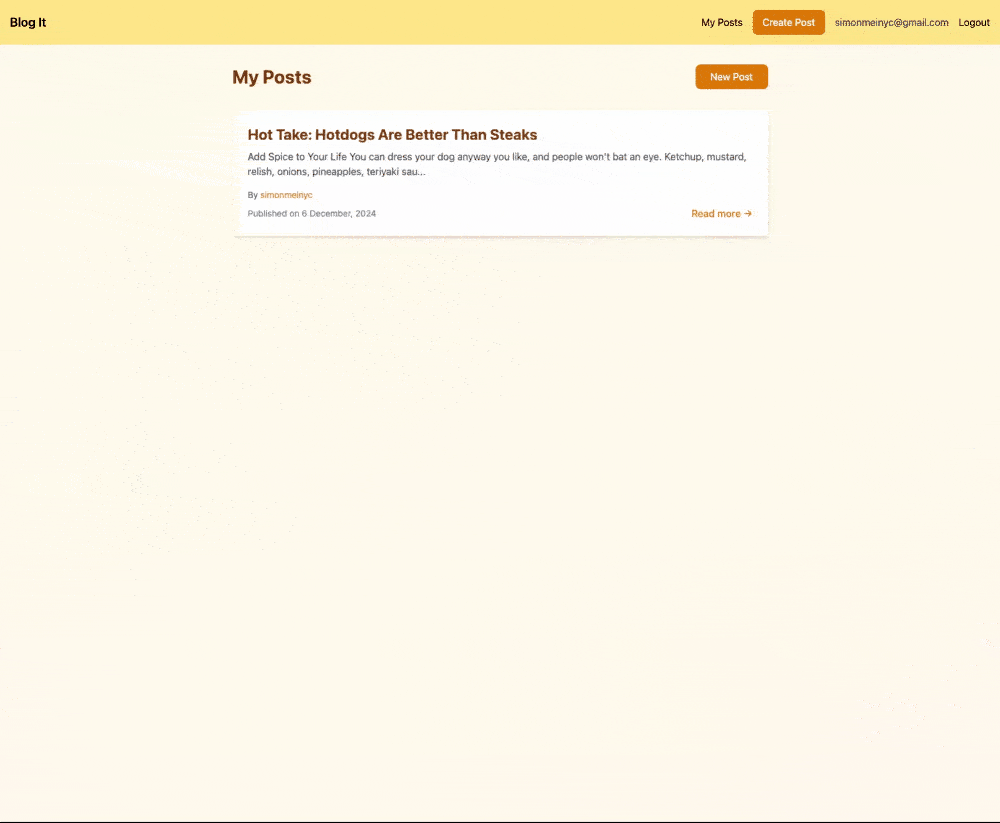 Blog It
My Posts
Create Post
simonmeinyc@gmail.com
Logout
My Posts
New Post
Hot Take: Hotdogs Are Better Than Steaks
Add Spice to Your Life You can dress your dog anyway you like, and people won't bat an eye. Ketchup, mustard,
relish, onions, pineapples, teriyaki sau...
By simonmeinyc
Published on 6 December, 2024
Read more →